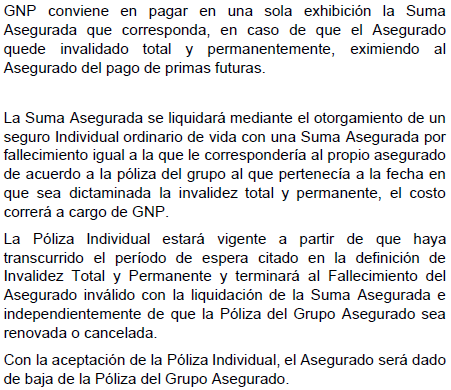 GNP conviene en pagar en una sola exhibición la Suma
Asegurada que corresponda, en caso de que el Asegurado
quede invalidado total y permanentemente, eximiendo al
Asegurado del pago de primas futuras.
La Suma Asegurada se liquidará mediante el otorgamiento de un
seguro Individual ordinario de vida con una Suma Asegurada por
fallecimiento igual a la que le correspondería al propio asegurado
de acuerdo a la póliza del grupo al que pertenecía a la fecha en
que sea dictaminada la invalidez total y permanente, el costo
correrá a cargo de GNP.
La Póliza Individual estará vigente a partir de que haya
transcurrido el período de espera citado en la definición de
Invalidez Total y Permanente y terminará al Fallecimiento del
Asegurado inválido con la liquidación de la Suma Asegurada e
independientemente de que la Póliza del Grupo Asegurado sea
renovada o cancelada.
Con la aceptación de la Póliza Individual, el Asegurado será dado
de baja de la Póliza del Grupo Asegurado.